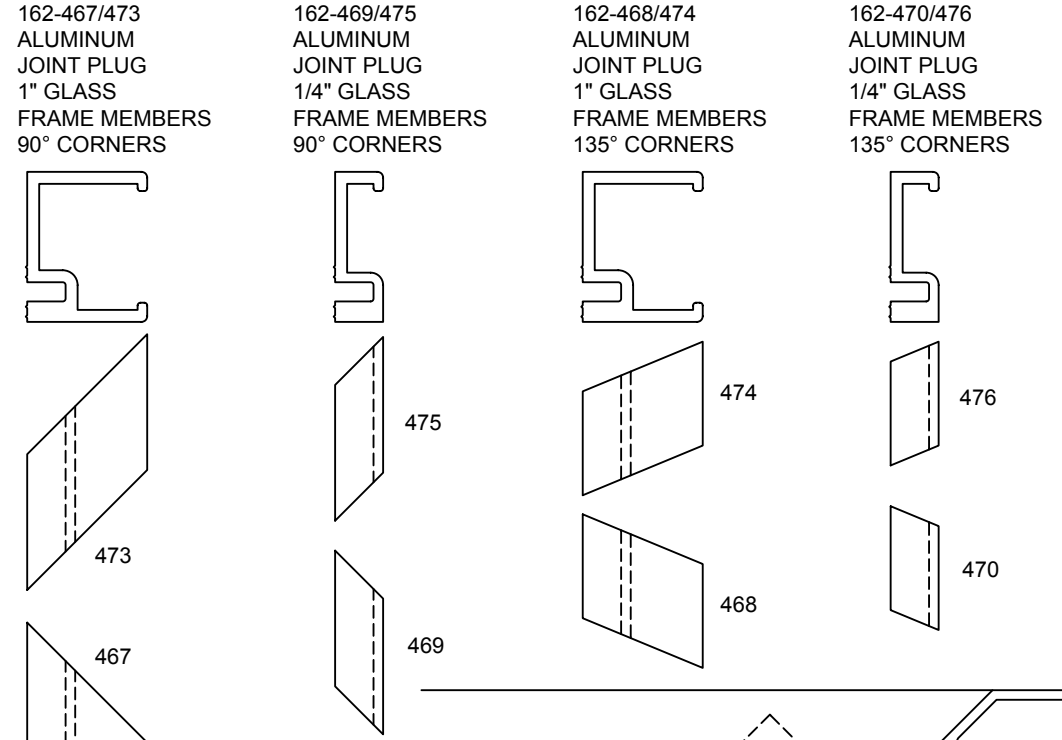 162-467/473
ALUMINUM
JOINT PLUG
1" GLASS
FRAME MEMBERS
90° CORNERS
162-469/475
ALUMINUM
JOINT PLUG
1/4" GLASS
FRAME MEMBERS
90° CORNERS
162-468/474
ALUMINUM
JOINT PLUG
1" GLASS
FRAME MEMBERS
135° CORNERS
162-470/476
ALUMINUM
JOINT PLUG
1/4" GLASS
FRAME MEMBERS
135° CORNERS
473
467
475
469
474
468
476
470